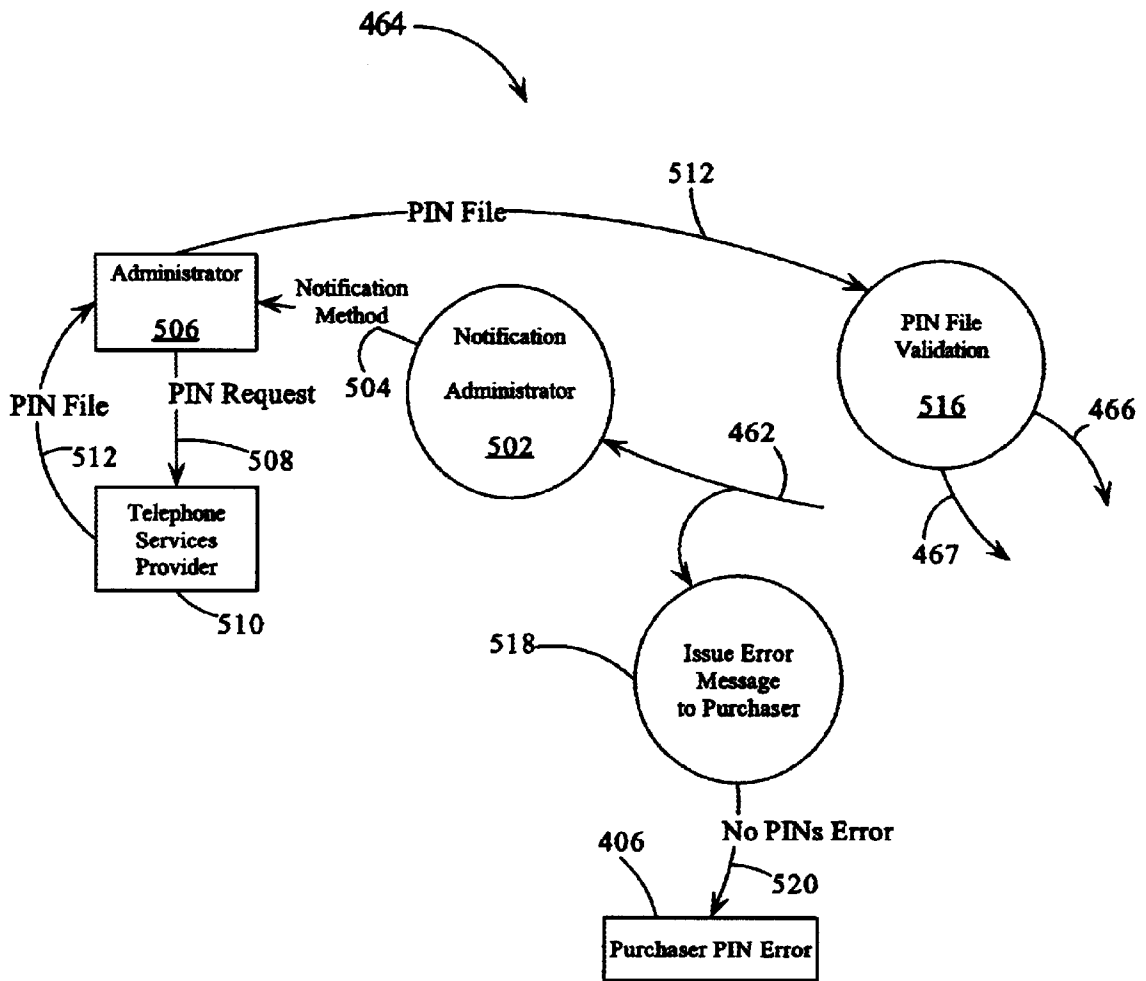 464
512
PIN File
Administrator
506
Notification
Method
504
Notification
Administrator
502
PIN File
Validation
516
466
467
PIN File
512
PIN Request
508
462
Telephone
Services
Provider
510
518
Issue Error
Message
to Purchaser
No PINs Error
406
520
Purchaser PIN Error